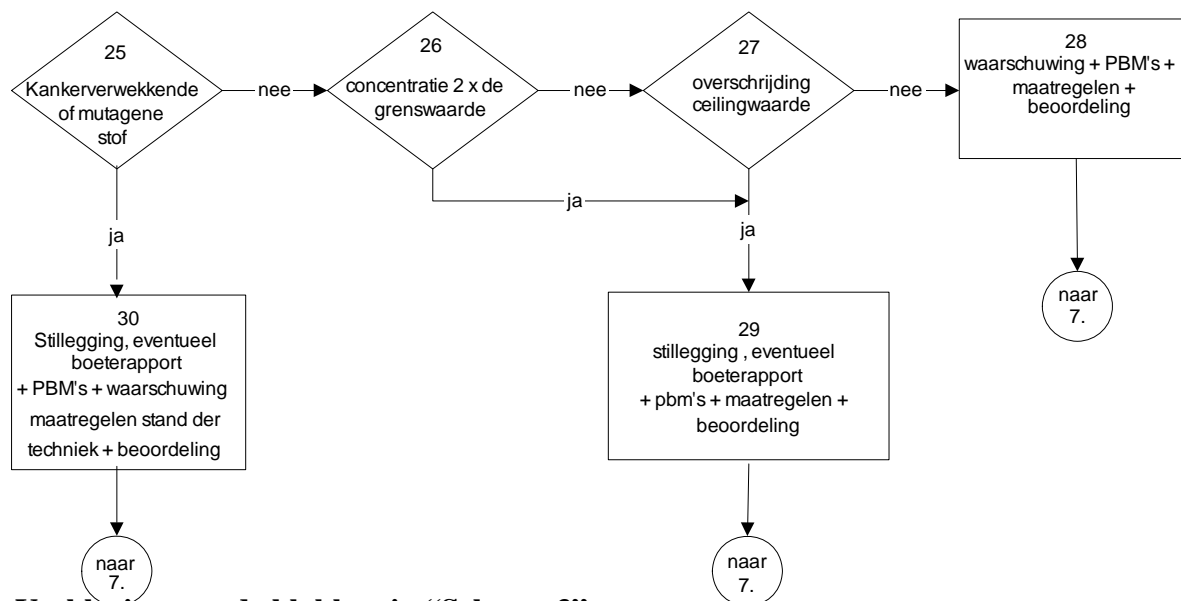 25
Kankerverwekkende
of mutagene
stof
nee
26
concentratie 2 x de
grenswaarde
nee
27
overschrijding
ceilingwaarde
nee
28
waarschuwing + PBM's +
maatregelen +
beoordeling
ja
ja
ja
naar
7.
30
Stillegging, eventueel
boeterapport
+ PBM's + waarschuwing
maatregelen stand der
techniek + beoordeling
29
stillegging , eventueel
boeterapport
+ pbm's + maatregelen +
beoordeling
naar
7.
naar
7.